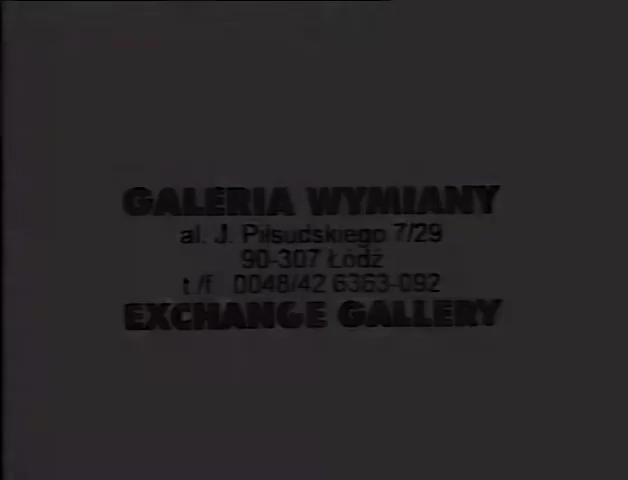 GALERIA WYMIANY
al. J. Piłsudskiego 7/29
90-307 Łódź
t./f. 0048/42 6363-092
EXCHANGE GALLERY